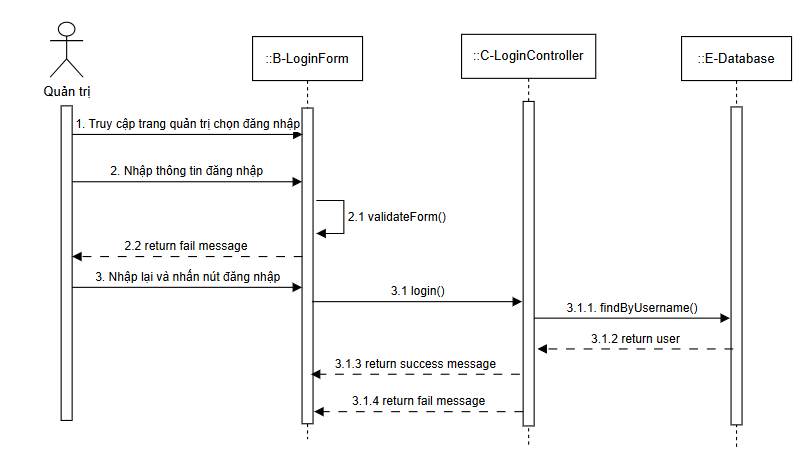 ::B-LoginForm
::C-LoginController
::E-Database
Quản trị
1. Truy cập trang quản trị chọn đăng nhập
2. Nhập thông tin đăng nhập
2.1 validateForm()
2.2 return fail message
3. Nhập lại và nhấn nút đăng nhập
3.1 login()
3.1.1. findByUsername()
3.1.2 return user
3.1.3 return success message
3.1.4 return fail message